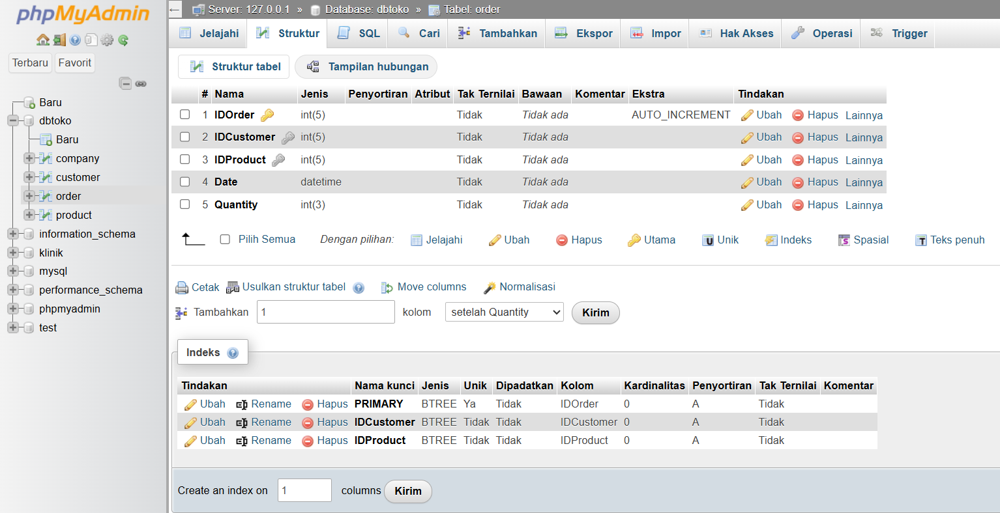 phpMyAdmin
Terbaru Favorit
Baru
dbtoko
Baru
company
customer
order
product
information_schema
klinik
mysql
performance_schema
phpmyadmin
test
Server: 127.0.0.1 » Database: dbtoko » Tabel: order
Jelajahi Struktur SQL Cari Tambahkan Ekspor Impor Hak Akses Operasi Trigger
Struktur tabel Tampilan hubungan
# Nama Jenis Penyortiran Atribut Tak Ternilai Bawaan Komentar Ekstra Tindakan
1 IDOrder int(5) Tidak Tidak ada AUTO_INCREMENT Ubah Hapus Lainnya
2 IDCustomer int(5) Tidak Tidak ada Ubah Hapus Lainnya
3 IDProduct int(5) Tidak Tidak ada Ubah Hapus Lainnya
4 Date datetime Tidak Tidak ada Ubah Hapus Lainnya
5 Quantity int(3) Tidak Tidak ada Ubah Hapus Lainnya
Pilih Semua Dengan pilihan: Jelajahi Ubah Hapus Utama Unik Indeks Spasial Teks penuh
Cetak Usulkan struktur tabel Move columns Normalisasi
Tambahkan 1 kolom setelah Quantity Kirim
Indeks
Tindakan Nama kunci Jenis Unik Dipadatkan Kolom Kardinalitas Penyortiran Tak Ternilai Komentar
Ubah Rename Hapus PRIMARY BTREE Ya Tidak IDOrder 0 A Tidak
Ubah Rename Hapus IDCustomer BTREE Tidak Tidak IDCustomer 0 A Tidak
Ubah Rename Hapus IDProduct BTREE Tidak Tidak IDProduct 0 A Tidak
Create an index on 1 columns Kirim